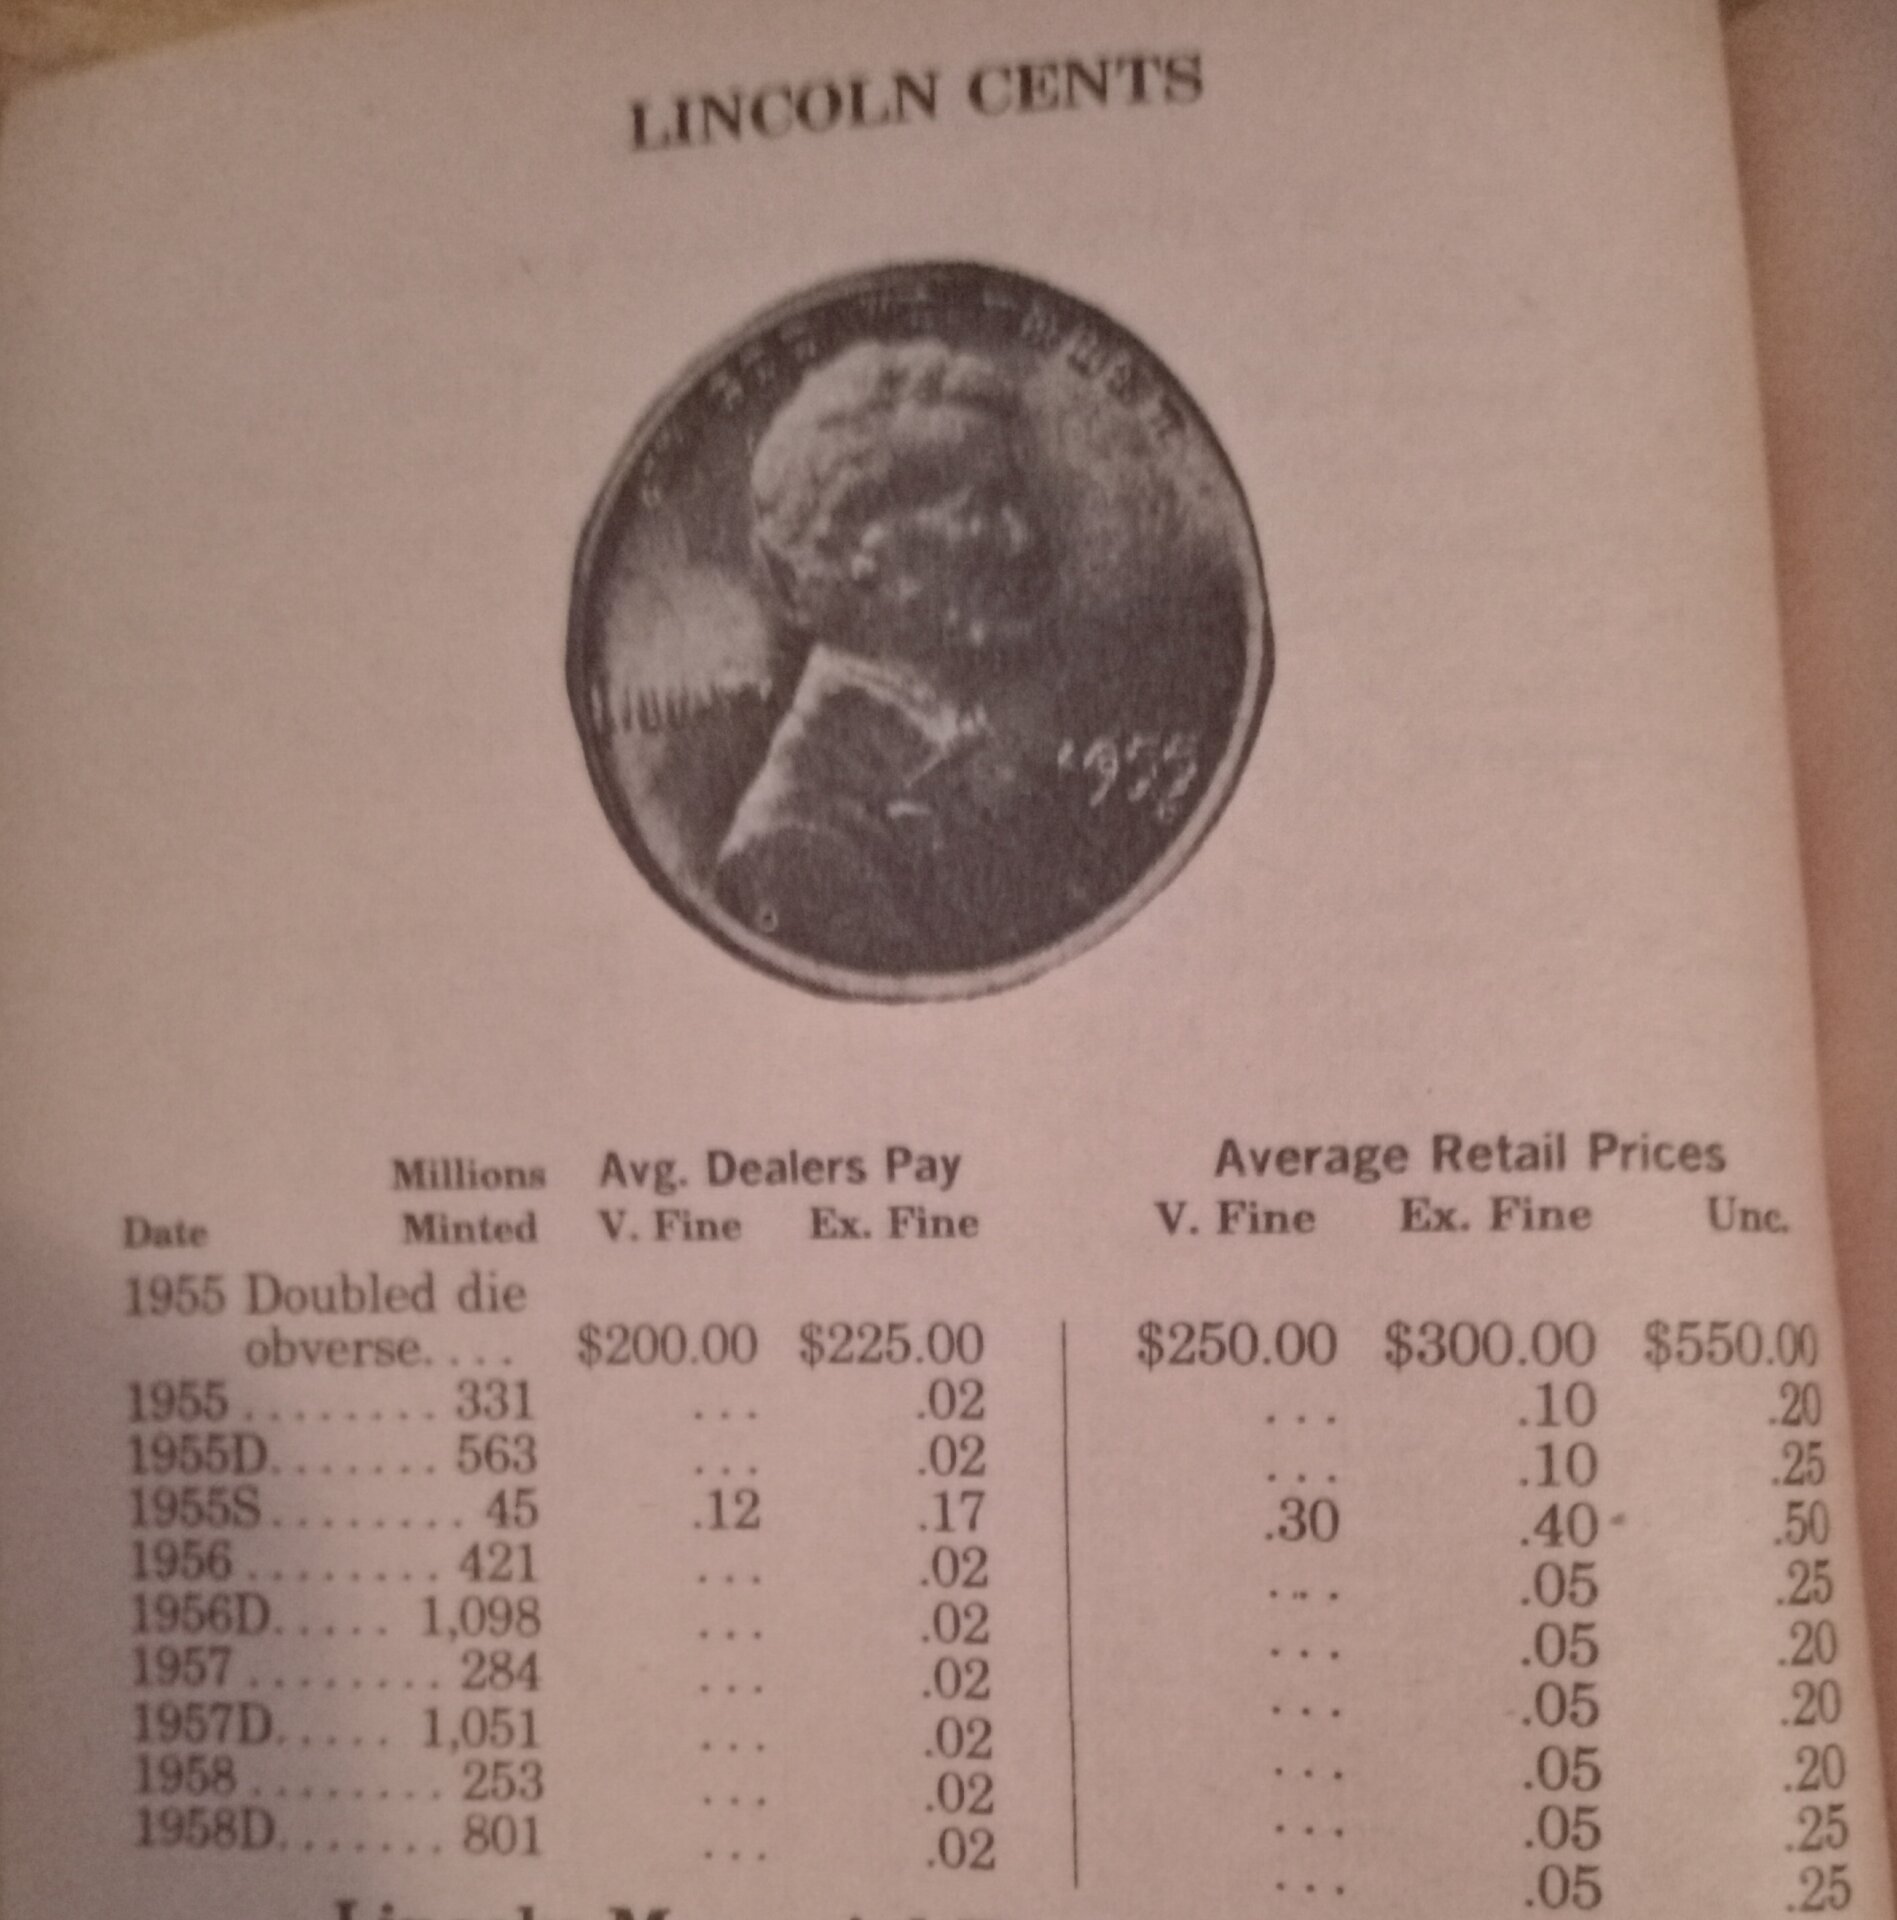 LINCOLN CENTS
1955
Millions Avg. Dealers Pay Average Retail Prices
Date Minted V. Fine Ex. Fine V. Fine Ex. Fine Unc.
1955 Doubled die
obverse.... $200.00 $225.00 $250.00 $300.00 $550.00
1955........ 331 ... .02 ... .10 .20
1955D....... 563 ... .02 ... .10 .25
1955S........ 45 .12 .17 .30 .40 .50
1956........ 421 ... .02 ... .05 .25
1956D..... 1,098 ... .02 ... .05 .20
1957........ 284 ... .02 ... .05 .20
1957D..... 1,051 ... .02 ... .05 .20
1958........ 253 ... .02 ... .05 .25
1958D....... 801 ... .02 ... .05 .25